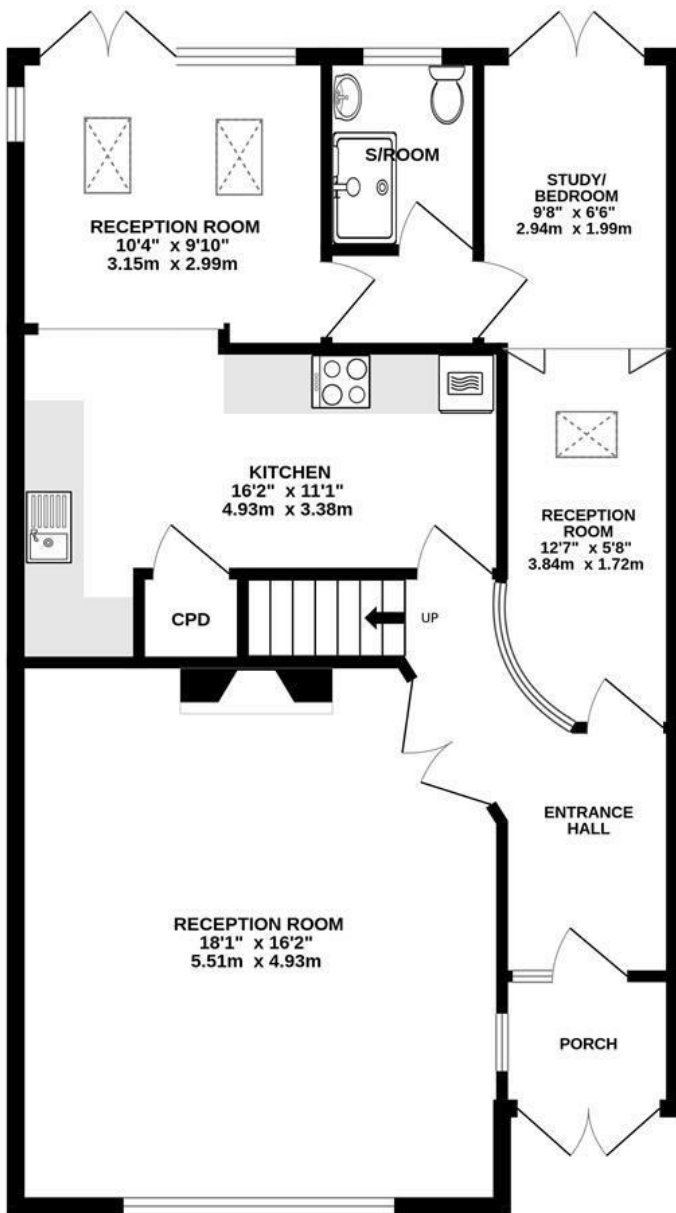 S/ROOM
STUDY/
BEDROOM
9'8" x 6'6"
2.94m x 1.99m
RECEPTION ROOM
10'4" x 9'10"
3.15m x 2.99m
KITCHEN
16'2" x 11'1"
4.93m x 3.38m
RECEPTION
ROOM
12'7" x 5'8"
3.84m x 1.72m
CPD
UP
ENTRANCE
HALL
RECEPTION ROOM
18'1" x 16'2"
5.51m x 4.93m
PORCH